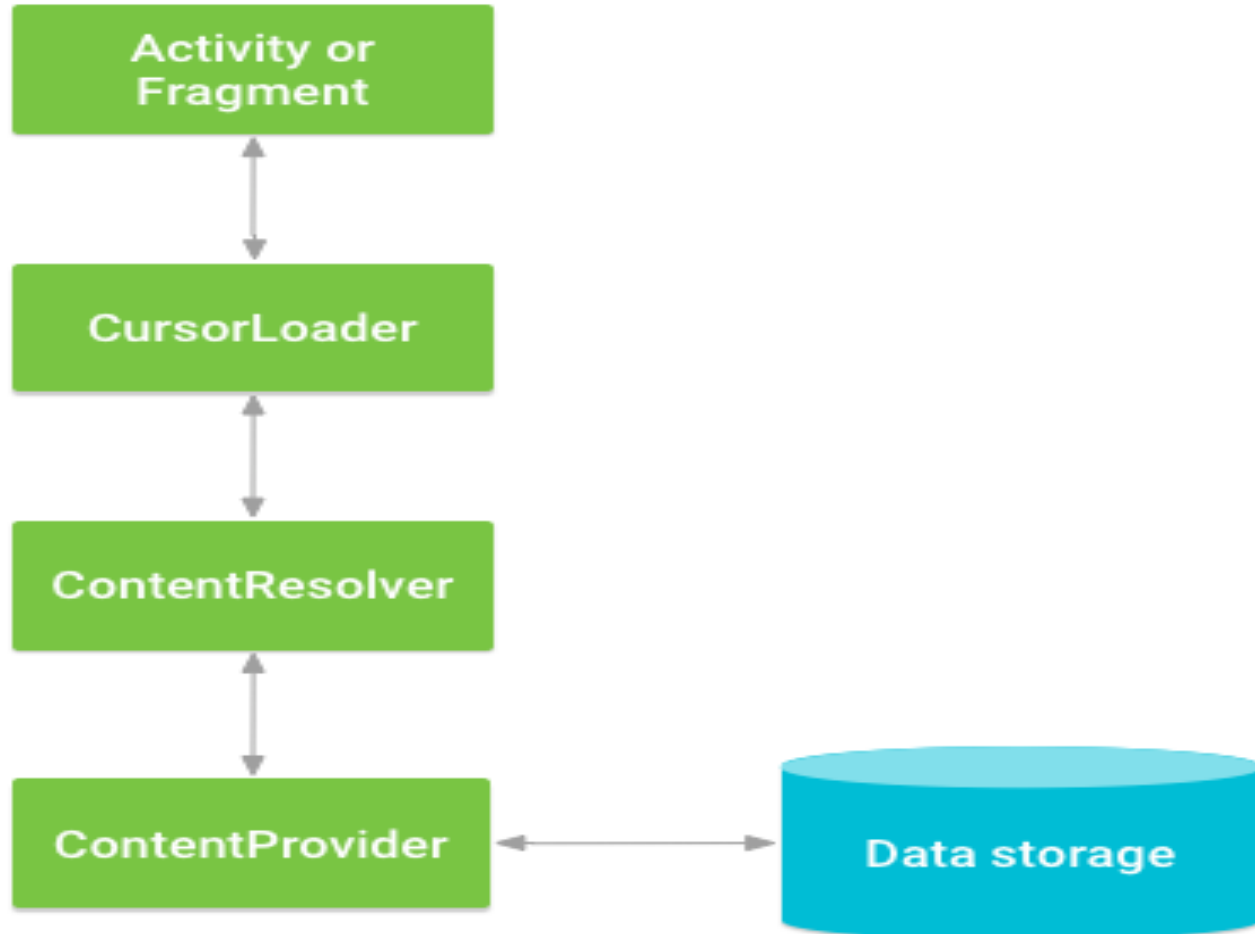 Activity or
Fragment
CursorLoader
ContentResolver
ContentProvider
Data storage